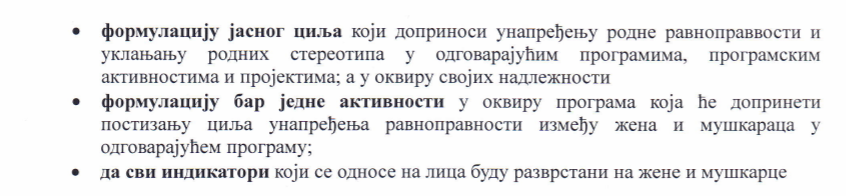 • формулацију јасног циља који доприноси унапређењу родне равноправвости и
уклањању родних стереотипа у одговарајућим програмима, програмским
активностима и пројектима; а у оквиру својих надлежности
• формулацију бар једне активности у оквиру програма која ће допринети
постизању циља унапређења равноправности између жена и мушкараца у
одговарајућем програму;
• да сви индикатори који се односе на лица буду разврстани на жене и мушкарце